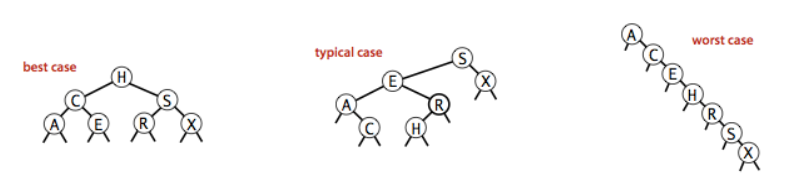 best case
H
C S
A E R X
typical case
S
E X
A R
C H
worst case
A
C
E
H
R
S
X